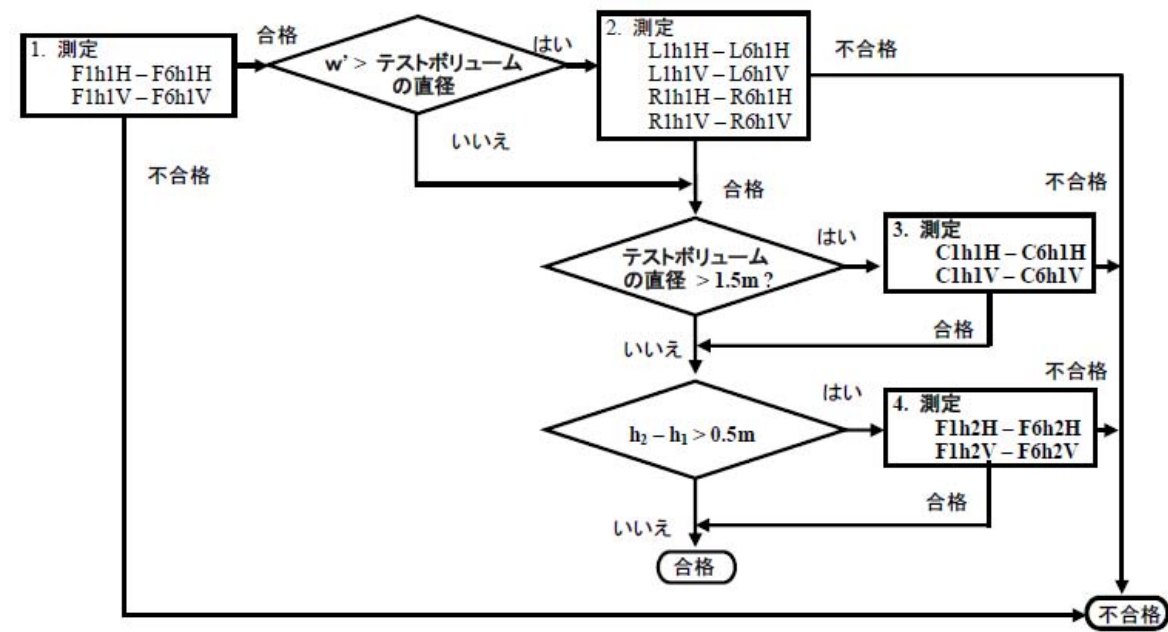 1. 測定
F1h1H – F6h1H
F1h1V – F6h1V
合格
不合格
w' > テストボリューム
の直径
はい
いいえ
2. 測定
L1h1H – L6h1H
L1h1V – L6h1V
R1h1H – R6h1H
R1h1V – R6h1V
不合格
合格
テストボリューム
の直径 > 1.5m ?
はい
いいえ
3. 測定
C1h1H – C6h1H
C1h1V – C6h1V
不合格
合格
h₂ – h₁ > 0.5m
はい
いいえ
4. 測定
F1h2H – F6h2H
F1h2V – F6h2V
不合格
合格
合格
不合格